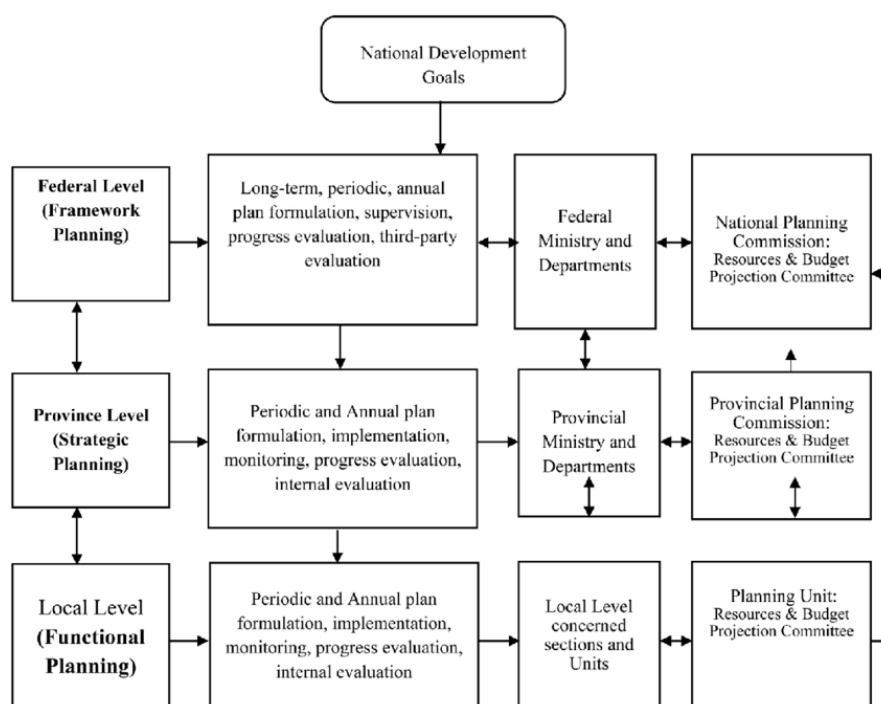 National Development
Goals
Federal Level
(Framework
Planning)
Long-term, periodic, annual
plan formulation, supervision,
progress evaluation, third-party
evaluation
Federal
Ministry and
Departments
National Planning
Commission:
Resources & Budget
Projection Committee
Province Level
(Strategic
Planning)
Periodic and Annual plan
formulation, implementation,
monitoring, progress evaluation,
internal evaluation
Provincial
Ministry and
Departments
Provincial Planning
Commission:
Resources & Budget
Projection Committee
Local Level
(Functional
Planning)
Periodic and Annual plan
formulation, implementation,
monitoring, progress evaluation,
internal evaluation
Local Level
concerned
sections and
Units
Planning Unit:
Resources & Budget
Projection Committee